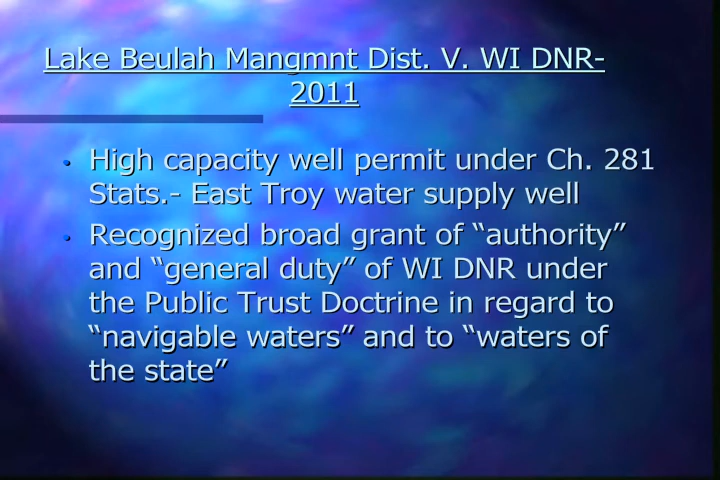 Lake Beulah Mangmnt Dist. V. WI DNR-
2011
• High capacity well permit under Ch. 281
Stats.- East Troy water supply well
• Recognized broad grant of “authority”
and “general duty” of WI DNR under
the Public Trust Doctrine in regard to
“navigable waters” and to “waters of
the state”